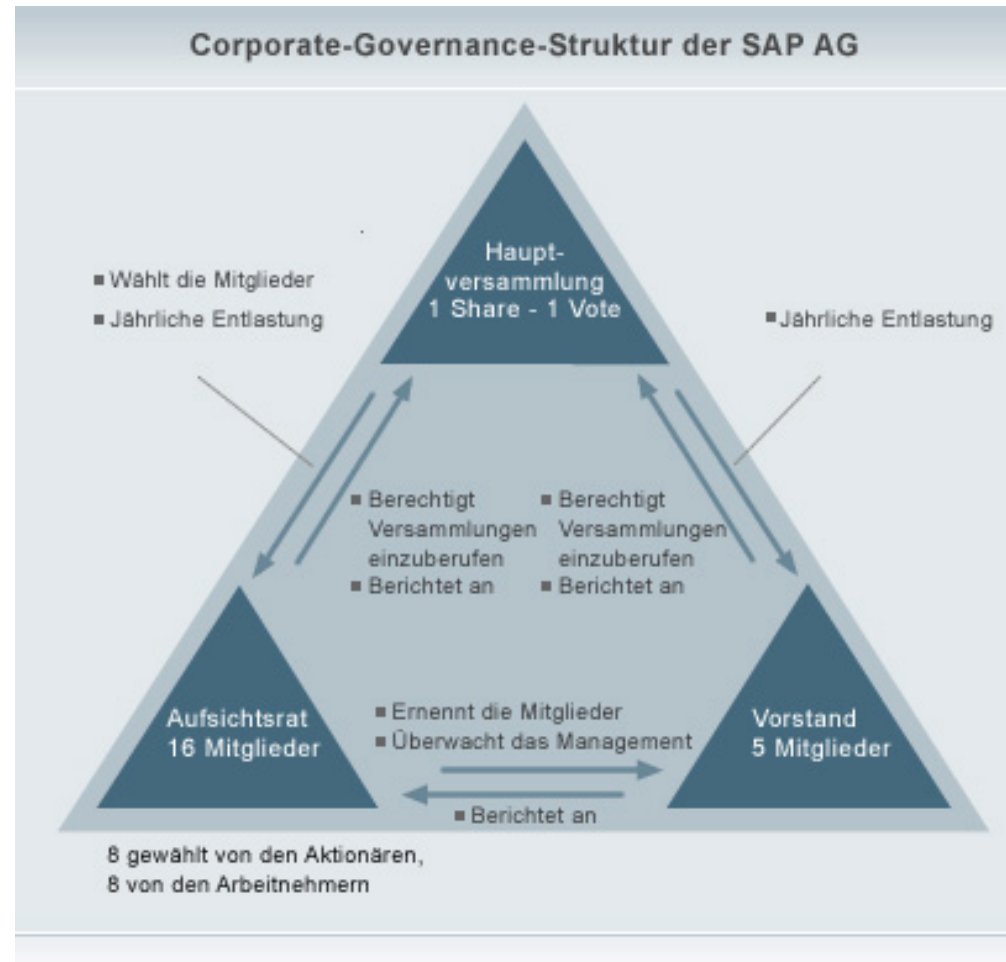 Corporate-Governance-Struktur der SAP AG
Haupt-
versammlung
1 Share - 1 Vote
Wählt die Mitglieder
Jährliche Entlastung
Jährliche Entlastung
Berechtigt
Versammlungen
einzuberufen
Berichtet an
Berechtigt
Versammlungen
einzuberufen
Berichtet an
Aufsichtsrat
16 Mitglieder
Ernennt die Mitglieder
Überwacht das Management
Vorstand
5 Mitglieder
Berichtet an
8 gewählt von den Aktionären,
8 von den Arbeitnehmern